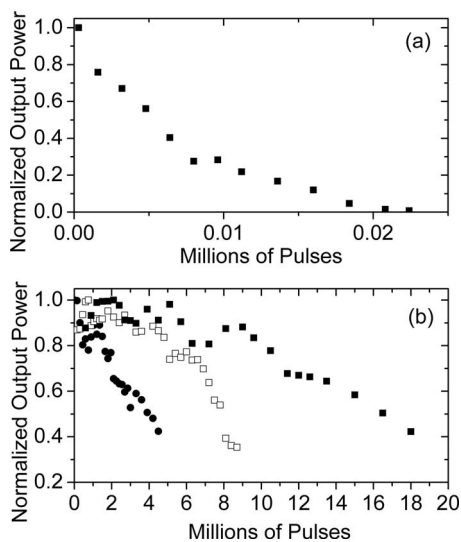 (a)
Normalized Output Power
1.0
0.8
0.6
0.4
0.2
0.0
0.00 0.01 0.02
Millions of Pulses
(b)
Normalized Output Power
1.0
0.8
0.6
0.4
0.2
0 2 4 6 8 10 12 14 16 18 20
Millions of Pulses